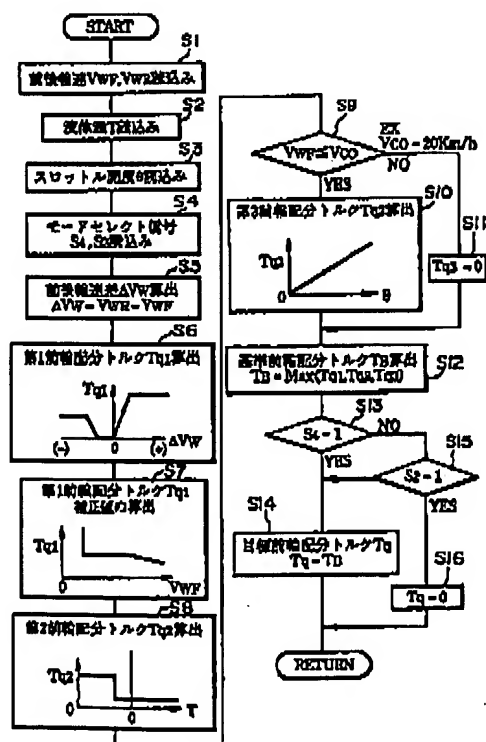 START
S1
前後輪速VWF,VWR読込み
S2
液体温T読込み
S3
スロットル開度θ読込み
S4
モードセレクト信号
S4,S2読込み
S5
前後輪速差ΔVW算出
ΔVW=VWR-VWF
S6
第1前輪配分トルクTq1算出
Tq1
(-) 0 (+) ΔVW
S7
第1前輪配分トルクTq1
補正値の算出
Tq1
0 VWF
S8
第2前輪配分トルクTq2算出
Tq2
0 0 T
S9
VWF≦VCO
EX
VCO=20Km/h
NO
YES
S10
第3前輪配分トルクTq3算出
Tq3
0 θ
S11
Tq3=0
基準前輪配分トルクTB算出
TB=Max(Tq1,Tq2,Tq3)
S12
S13
S4=1
NO
YES
S15
S2=1
YES
S14
目標前輪配分トルクTq
Tq=TB
S16
Tq=0
RETURN